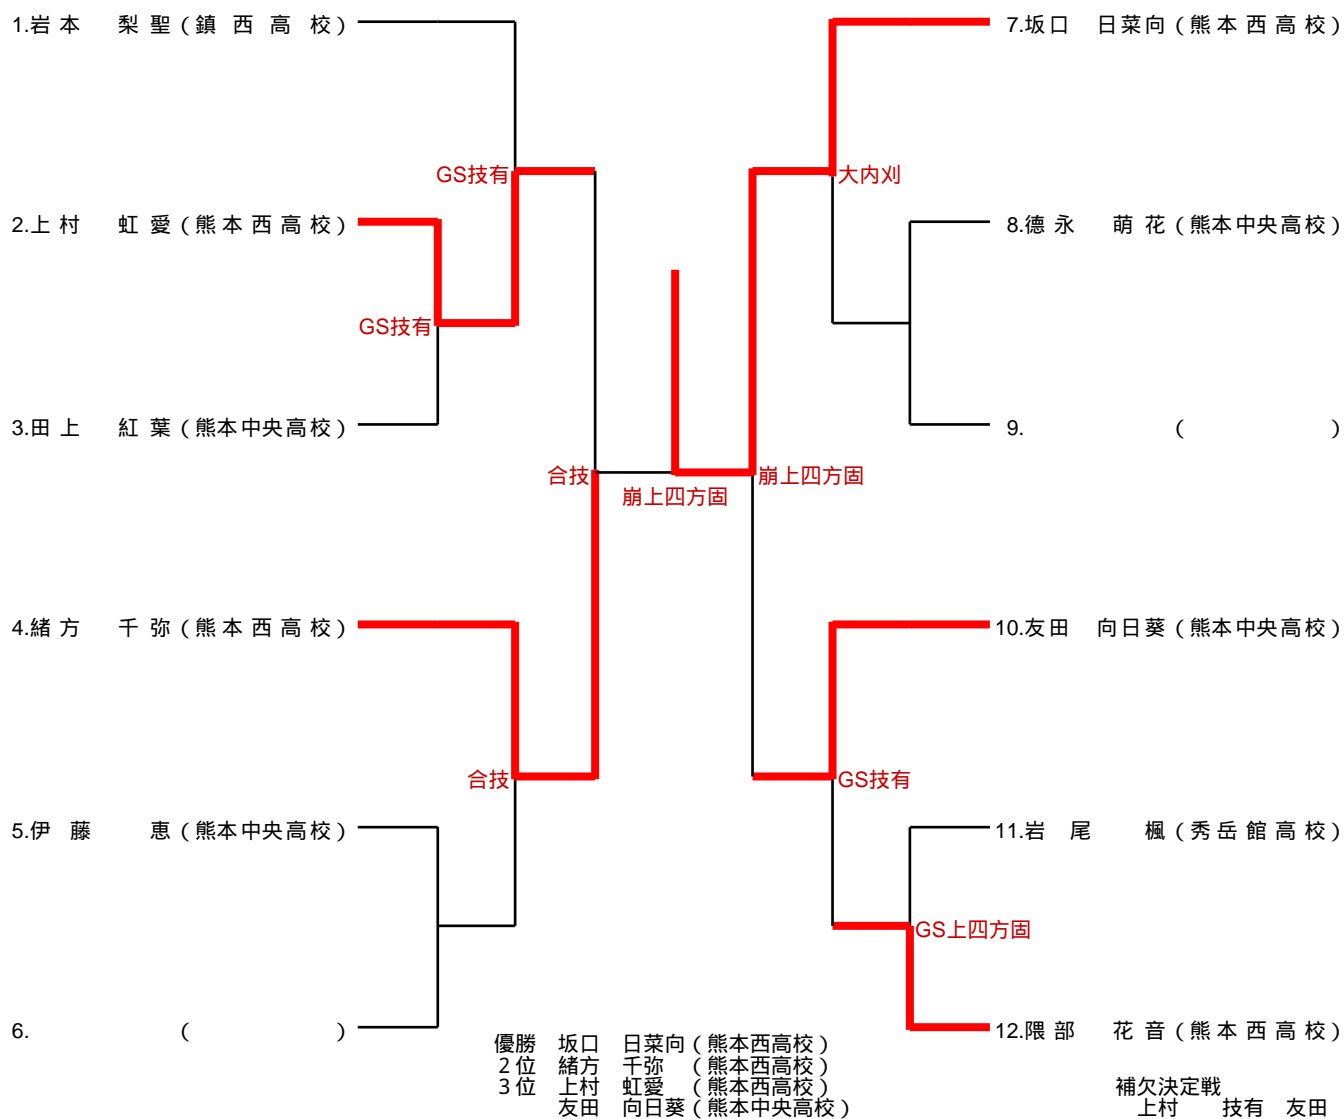 1.岩本 梨聖(鎮西高校)
7.坂口 日菜向(熊本西高校)
GS技有
大内刈
2.上村 虹愛(熊本西高校)
8.德永 萌花(熊本中央高校)
GS技有
3.田上 紅葉(熊本中央高校)
9. ( )
合技
崩上四方固
崩上四方固
4.緒方 千弥(熊本西高校)
10.友田 向日葵(熊本中央高校)
合技
GS技有
5.伊藤 恵(熊本中央高校)
11.岩尾 楓(秀岳館高校)
GS上四方固
6. ( )
12.隈部 花音(熊本西高校)
優勝 坂口 日菜向(熊本西高校)
2位 緒方 千弥 (熊本西高校)
3位 上村 虹愛 (熊本西高校)
友田 向日葵(熊本中央高校)
補欠決定戦
上村 技有 友田